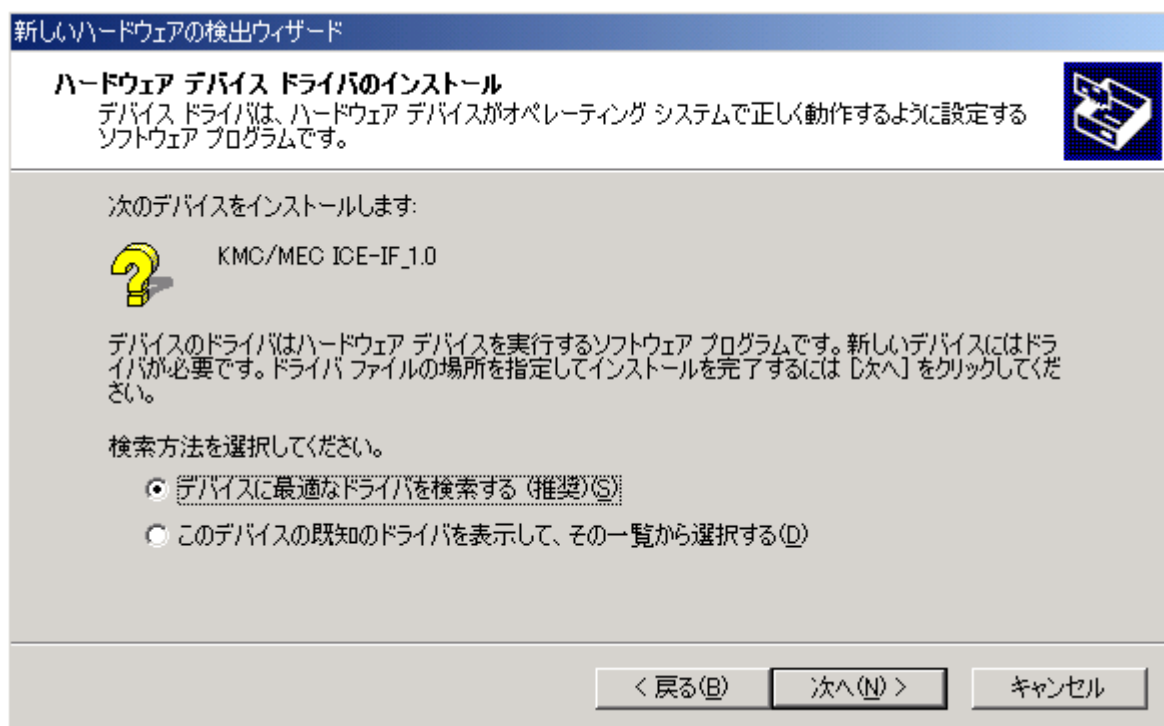 新しいハードウェアの検出ウィザード
ハードウェア デバイス ドライバのインストール
デバイス ドライバは、ハードウェア デバイスがオペレーティング システムで正しく動作するように設定する
ソフトウェア プログラムです。
次のデバイスをインストールします:
KMC/MEC ICE-IF_1.0
デバイスのドライバはハードウェア デバイスを実行するソフトウェア プログラムです。新しいデバイスにはドラ
イバが必要です。ドライバ ファイルの場所を指定してインストールを完了するには [次へ] をクリックしてくだ
さい。
検索方法を選択してください。
デバイスに最適なドライバを検索する (推奨)(S)
このデバイスの既知のドライバを表示して、その一覧から選択する(D)
< 戻る(B) 次へ(N) > キャンセル